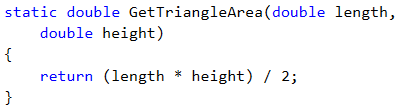 static double GetTriangleArea(double length,
    double height)
{
    return (length * height) / 2;
}